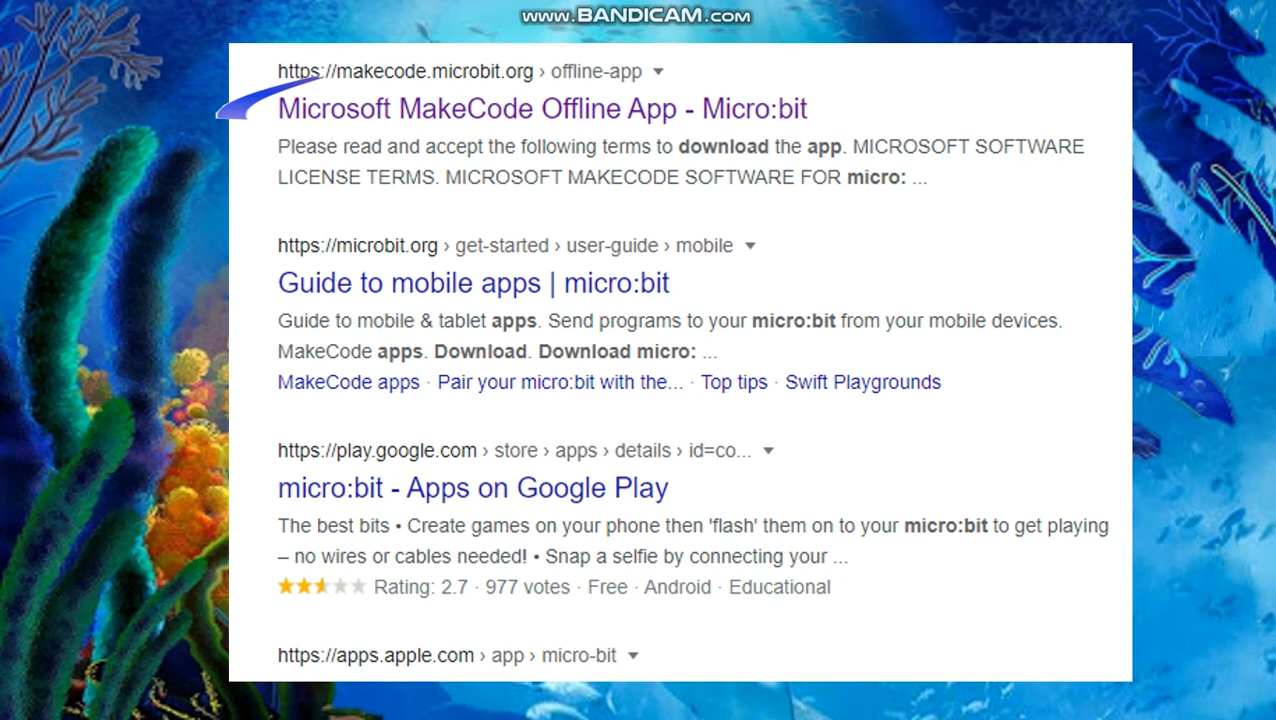 www.BANDICAM.com
https://makecode.microbit.org › offline-app
Microsoft MakeCode Offline App - Micro:bit
Please read and accept the following terms to download the app. MICROSOFT SOFTWARE
LICENSE TERMS. MICROSOFT MAKECODE SOFTWARE FOR micro: ...
https://microbit.org › get-started › user-guide › mobile
Guide to mobile apps | micro:bit
Guide to mobile & tablet apps. Send programs to your micro:bit from your mobile devices.
MakeCode apps. Download. Download micro: ...
MakeCode apps · Pair your micro:bit with the... · Top tips · Swift Playgrounds
https://play.google.com › store › apps › details › id=co...
micro:bit - Apps on Google Play
The best bits • Create games on your phone then 'flash' them on to your micro:bit to get playing
– no wires or cables needed! • Snap a selfie by connecting your ...
Rating: 2.7 · 977 votes · Free · Android · Educational
https://apps.apple.com › app › micro-bit